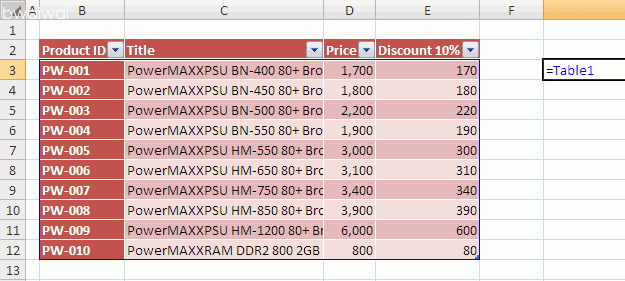 bwaiwai
A B C D E F
1
2 Product ID Title Price Discount 10%
3 PW-001 PowerMAXXPSU BN-400 80+ Bro 1,700 170 =Table1
4 PW-002 PowerMAXXPSU BN-450 80+ Bro 1,800 180
5 PW-003 PowerMAXXPSU BN-500 80+ Bro 2,200 220
6 PW-004 PowerMAXXPSU BN-550 80+ Bro 1,900 190
7 PW-005 PowerMAXXPSU HM-550 80+ Bro 3,000 300
8 PW-006 PowerMAXXPSU HM-650 80+ Bro 3,100 310
9 PW-007 PowerMAXXPSU HM-750 80+ Bro 3,400 340
10 PW-008 PowerMAXXPSU HM-850 80+ Bro 3,900 390
11 PW-009 PowerMAXXPSU HM-1200 80+ Br 6,000 600
12 PW-010 PowerMAXXRAM DDR2 800 2GB 800 80
13